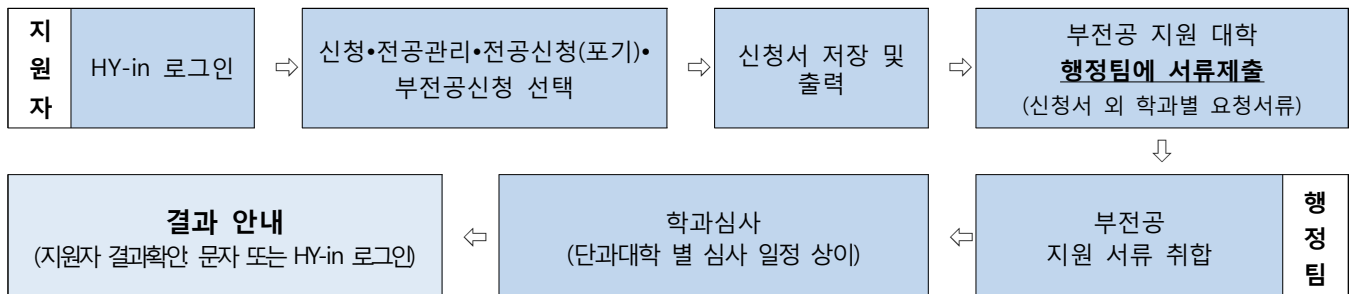 지
원
자
HY-in 로그인
⇨
신청•전공관리•전공신청(포기)•
부전공신청 선택
⇨
신청서 저장 및
출력
⇨
부전공 지원 대학
행정팀에 서류제출
(신청서 외 학과별 요청서류)
⇩
행
정
팀
부전공
지원 서류 취합
⇦
학과심사
(단과대학 별 심사 일정 상이)
⇦
결과 안내
(지원자 결과확인: 문자 또는 HY-in 로그인)